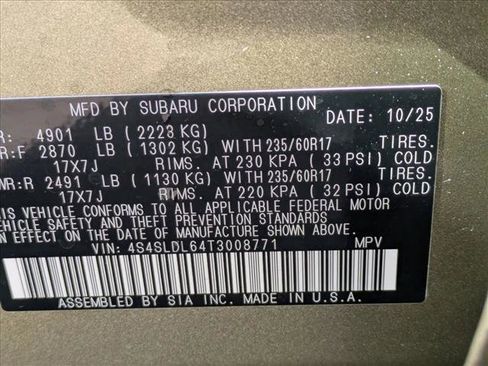 MFD BY SUBARU CORPORATION DATE: 10/25
R: 4901 LB ( 2223 KG)
R:F 2870 LB ( 1302 KG) WITH 235/60R17 TIRES.
17X7J RIMS. AT 230 KPA ( 33 PSI) COLD
WR:R 2491 LB ( 1130 KG) WITH 235/60R17 TIRES.
17X7J RIMS. AT 220 KPA ( 32 PSI) COLD
HIS VEHICLE CONFORMS TO ALL APPLICABLE FEDERAL MOTOR
VEHICLE SAFETY AND THEFT PREVENTION STANDARDS
N EFFECT ON THE DATE OF MANUFACTURE SHOWN ABOVE.
VIN: 4S4SLDL64T3008771 MPV
ASSEMBLED BY SIA INC. MADE IN U.S.A.